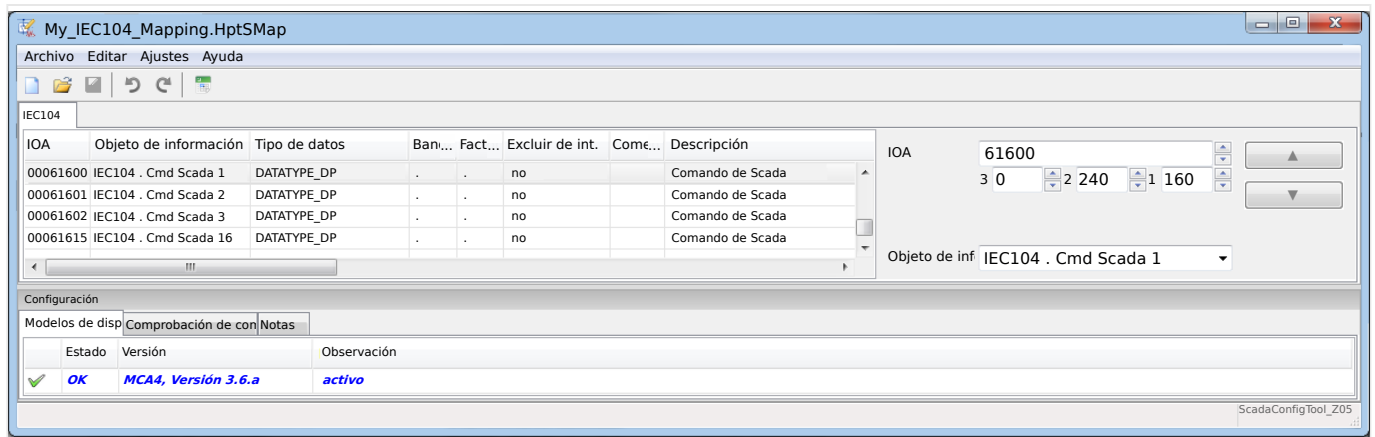 My_IEC104_Mapping.HptSMap
Archivo Editar Ajustes Ayuda
IEC104
IOA Objeto de información Tipo de datos Ban... Fact... Excluir de int. Come... Descripción
00061600 IEC104 . Cmd Scada 1 DATATYPE_DP . . no Comando de Scada
00061601 IEC104 . Cmd Scada 2 DATATYPE_DP . . no Comando de Scada
00061602 IEC104 . Cmd Scada 3 DATATYPE_DP . . no Comando de Scada
00061615 IEC104 . Cmd Scada 16 DATATYPE_DP . . no Comando de Scada
IOA 61600
3 0 2 240 1 160
Objeto de inf IEC104 . Cmd Scada 1
Configuración
Modelos de disp Comprobación de con Notas
Estado Versión Observación
OK MCA4, Versión 3.6.a activo
ScadaConfigTool_Z05